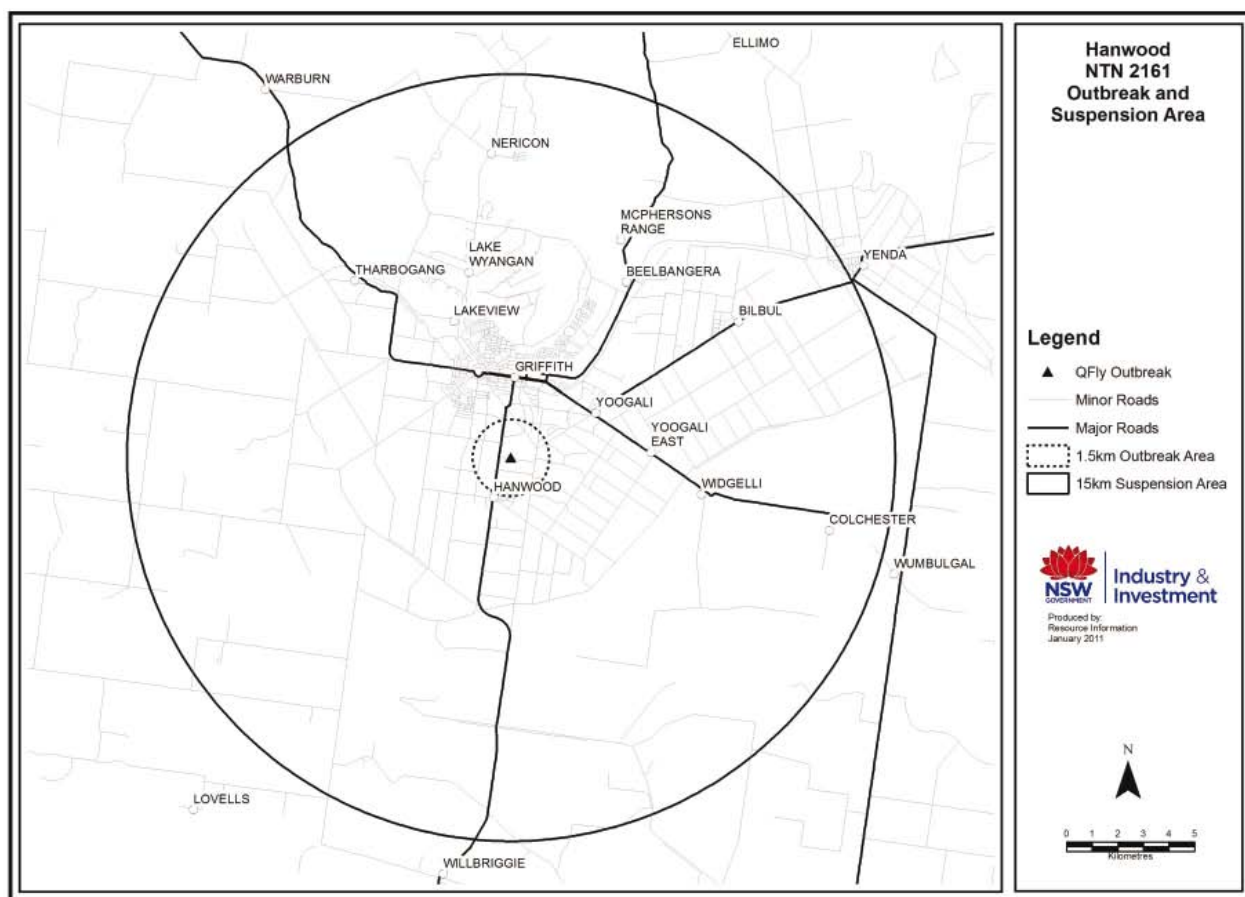 ELLIMO
WARBURN
NERICON
MCPHERSONS
RANGE
LAKE
WYANGAN
YENDA
THARBOGANG
BEELBANGERA
LAKEVIEW
BILBUL
GRIFFITH
YOOGALI
YOOGALI
EAST
HANWOOD
WIDGELLI
COLCHESTER
WUMBULGAL
LOVELLS
WILLBRIGGIE
Hanwood
NTN 2161
Outbreak and
Suspension Area
Legend
QFly Outbreak
Minor Roads
Major Roads
1.5km Outbreak Area
15km Suspension Area
NSW
GOVERNMENT
Industry &
Investment
Produced by:
Resource Information
January 2011
N
0 1 2 3 4 5
Kilometres